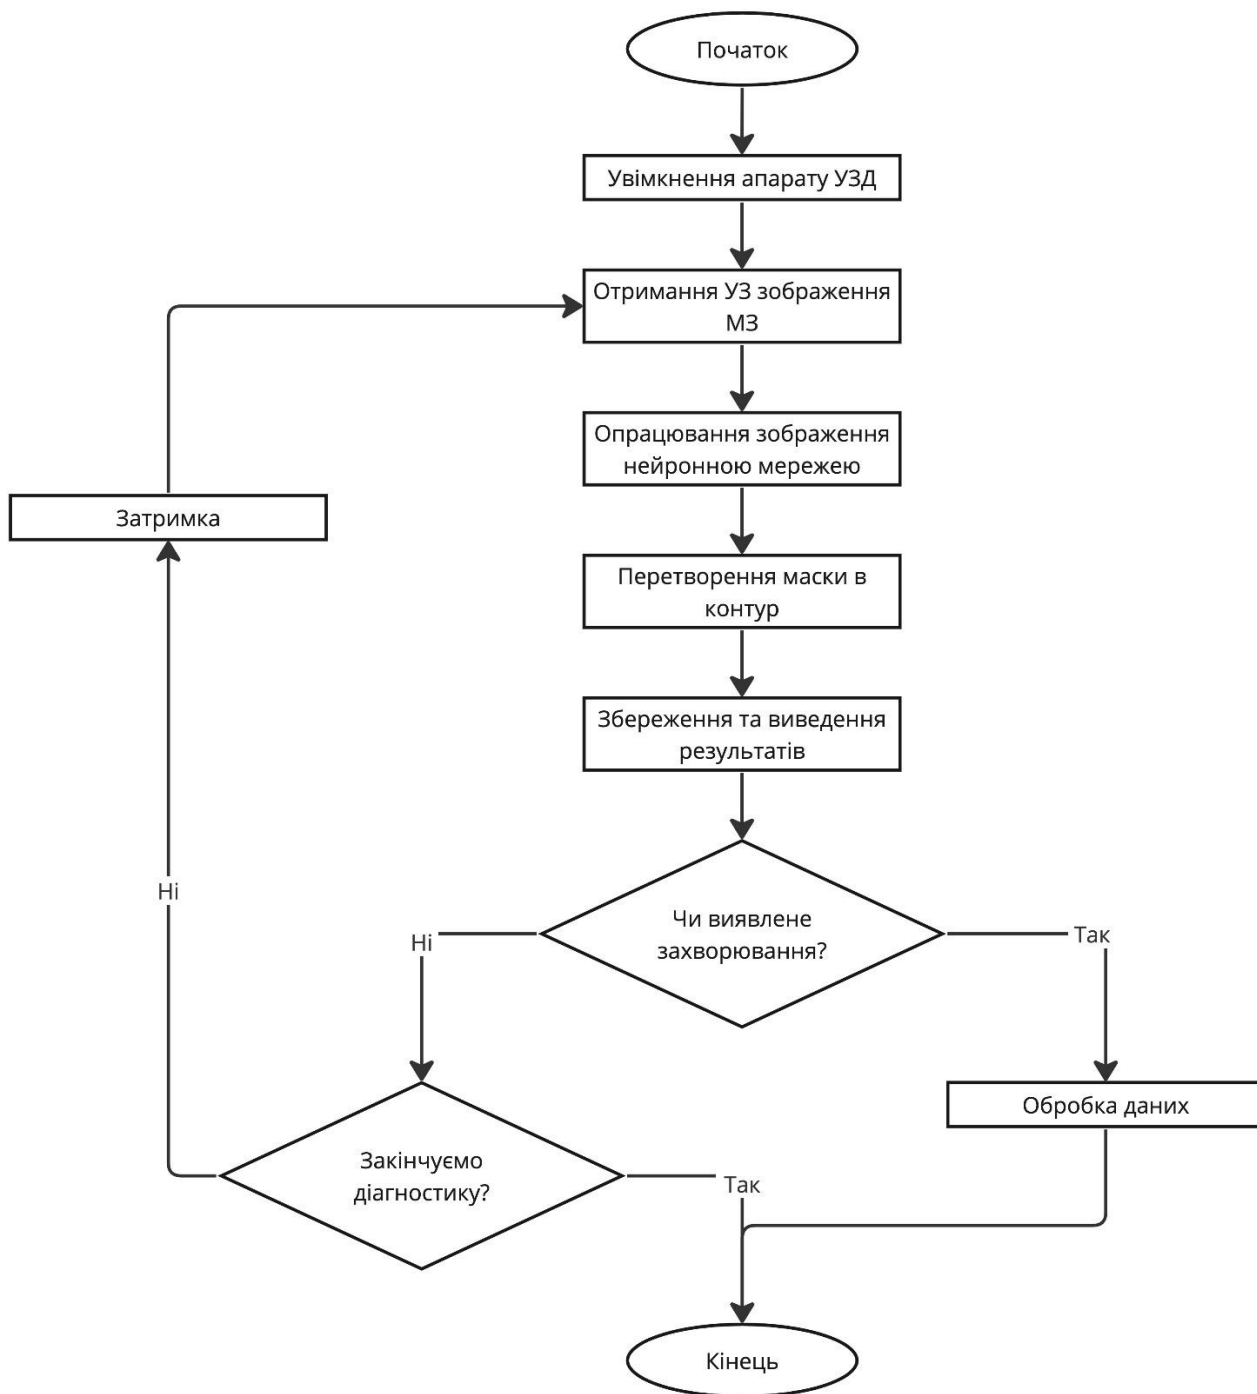 Початок
Увімкнення апарату УЗД
Отримання УЗ зображення
МЗ
Опрацювання зображення
нейронною мережею
Затримка
Перетворення маски в
контур
Збереження та виведення
результатів
Ні
Чи виявлене
захворювання?
Ні
Так
Обробка даних
Закінчуємо
діагностику?
Так
Кінець